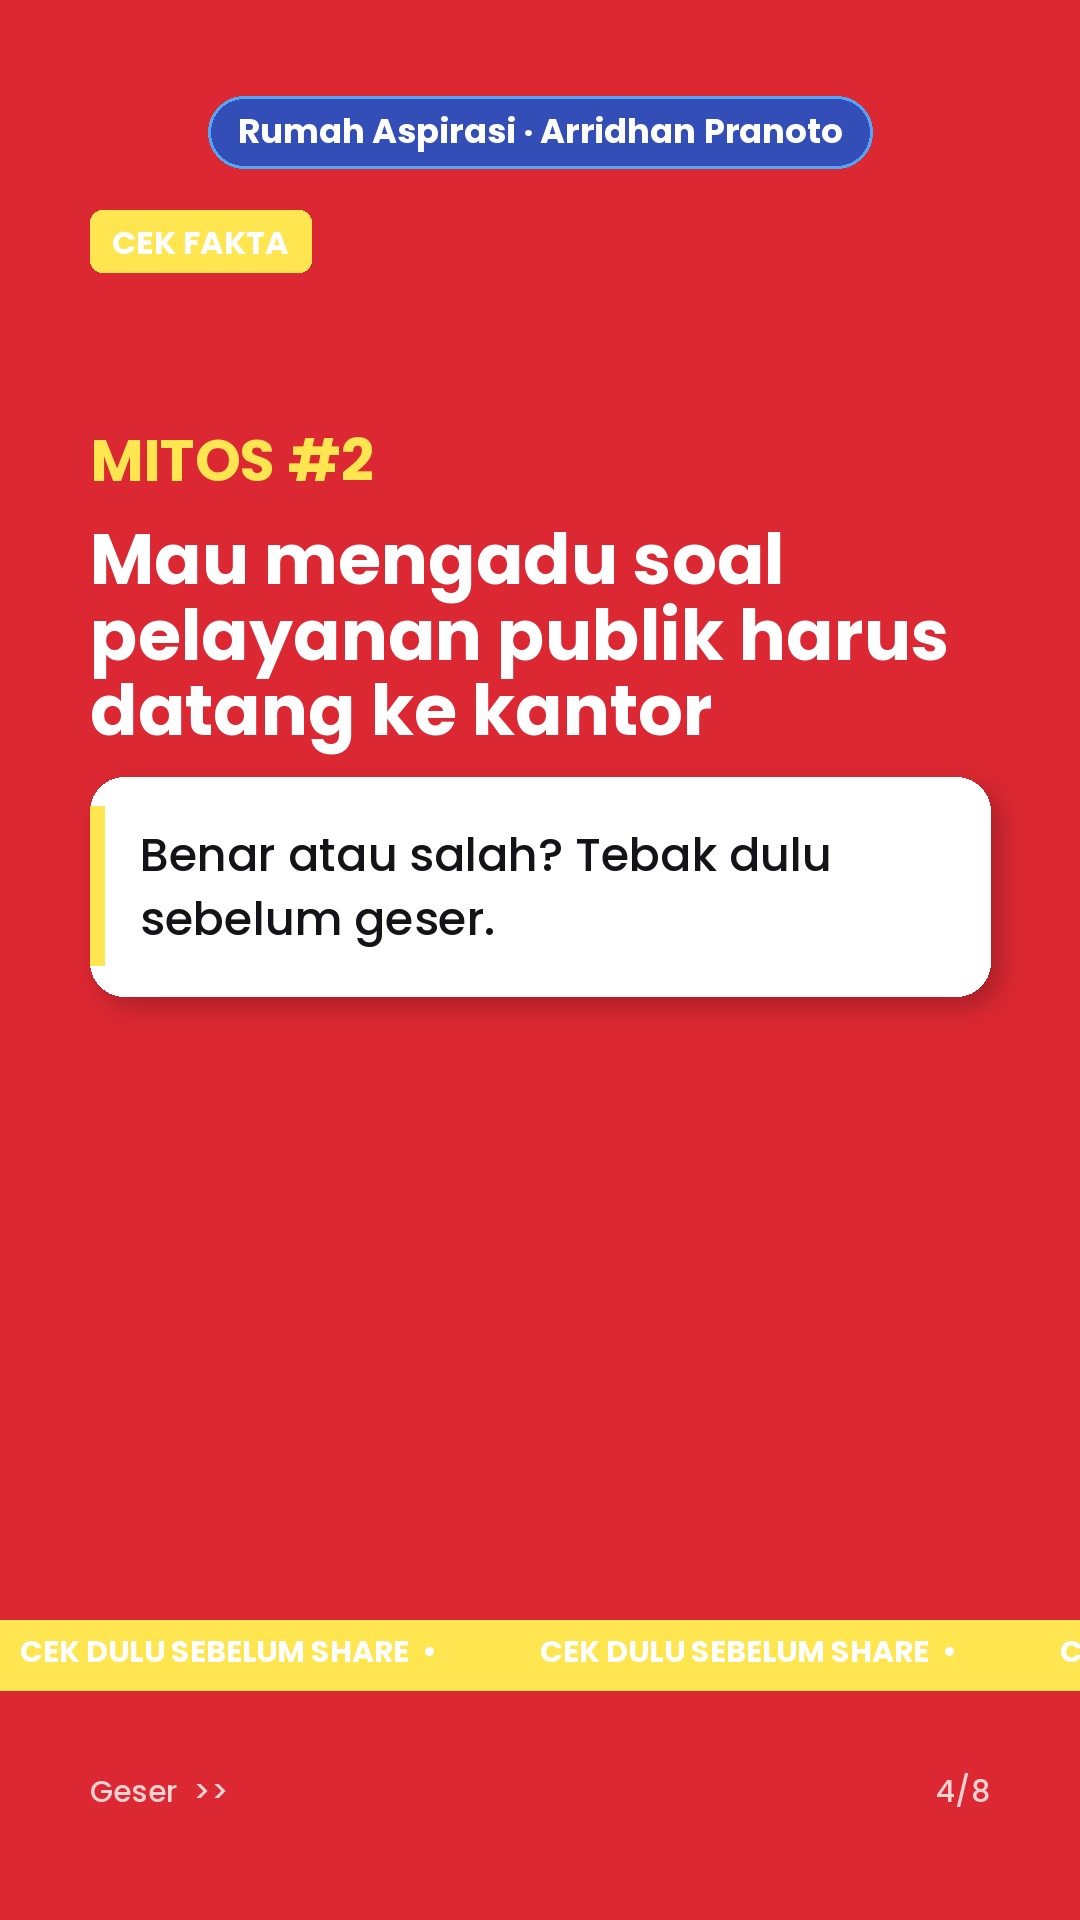 Rumah Aspirasi · Arridhan Pranoto
CEK FAKTA
MITOS #2
Mau mengadu soal
pelayanan publik harus
datang ke kantor
Benar atau salah? Tebak dulu
sebelum geser.
CEK DULU SEBELUM SHARE • CEK DULU SEBELUM SHARE • C
Geser >>
4/8